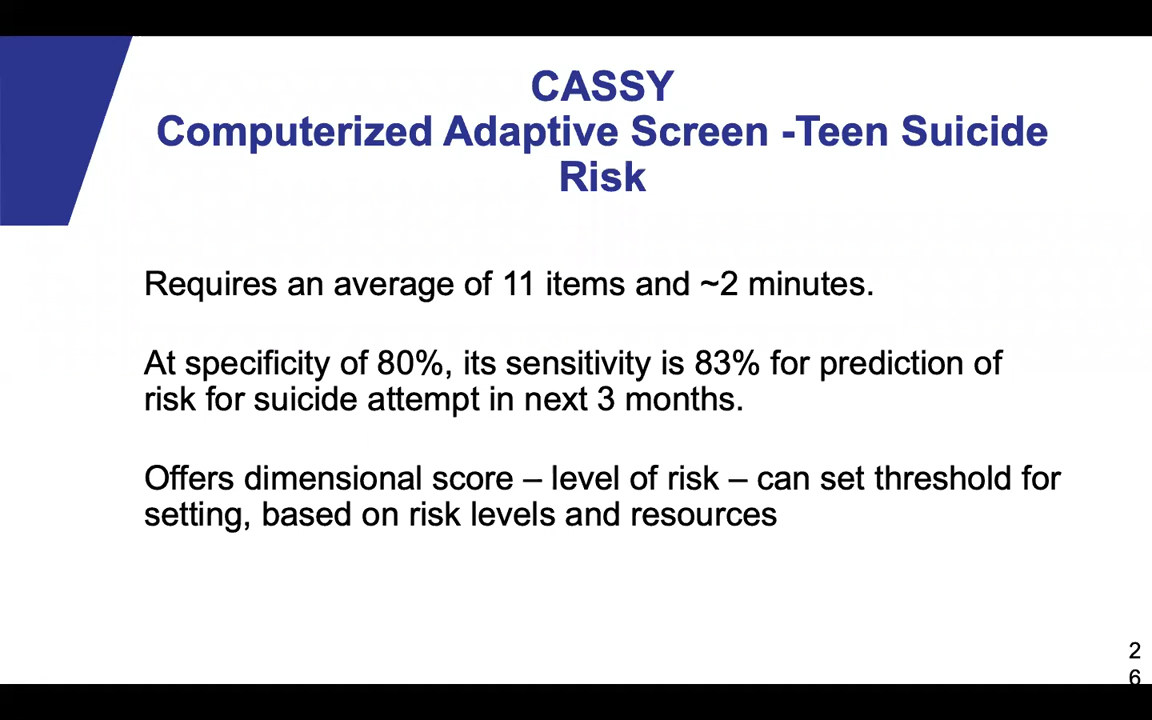 CASSY
Computerized Adaptive Screen -Teen Suicide
Risk
Requires an average of 11 items and ~2 minutes.
At specificity of 80%, its sensitivity is 83% for prediction of
risk for suicide attempt in next 3 months.
Offers dimensional score – level of risk – can set threshold for
setting, based on risk levels and resources
2
6